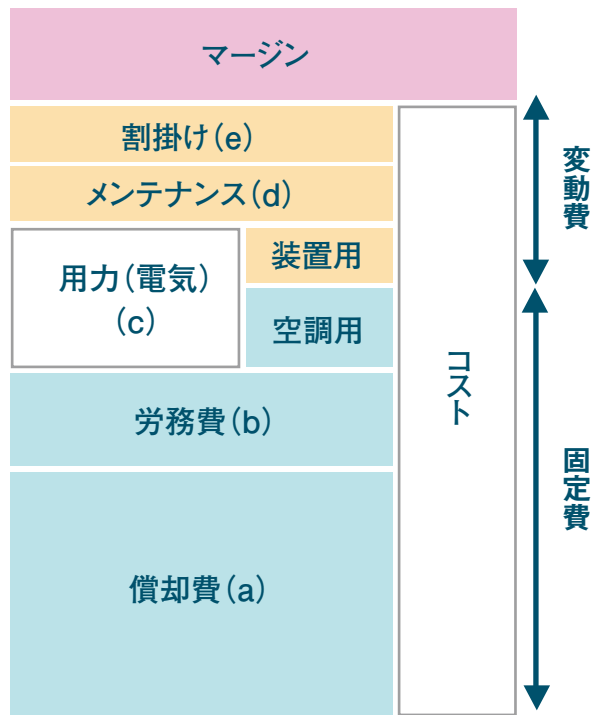 マージン
割掛け(e)
メンテナンス(d)
用力(電気)
(c)
装置用
空調用
労務費(b)
償却費(a)
コスト
変動費
固定費